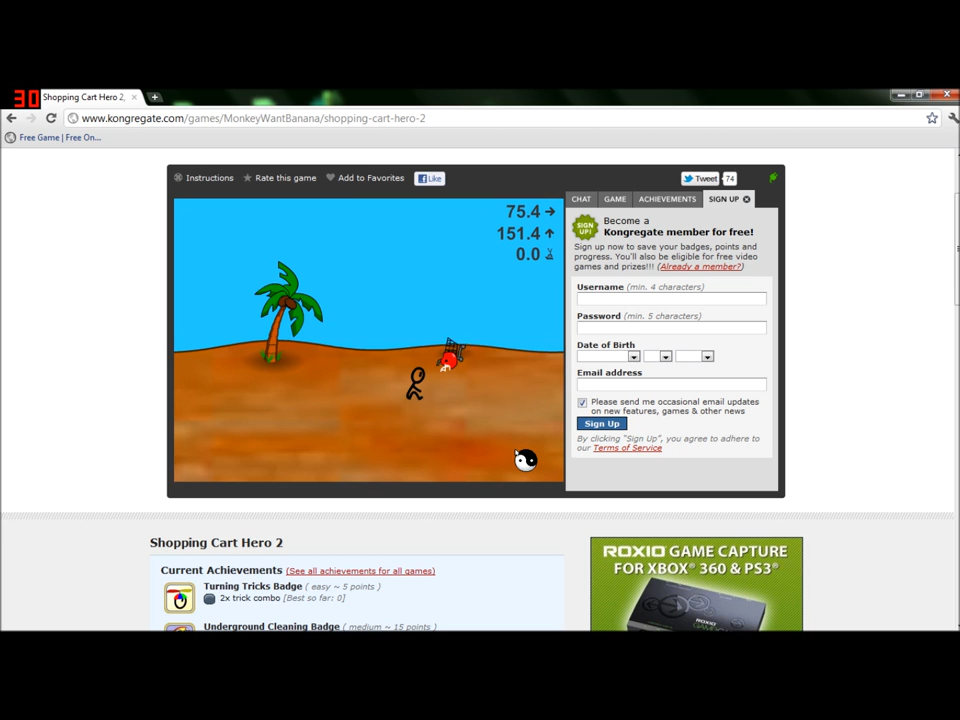 30
Shopping Cart Hero 2,
www.kongregate.com/games/MonkeyWantBanana/shopping-cart-hero-2
Free Game | Free On...
Instructions
Rate this game
Add to Favorites
Like
Tweet
74
75.4
151.4
0.0
CHAT
GAME
ACHIEVEMENTS
SIGN UP
SIGN UP!
Become a
Kongregate member for free!
Sign up now to save your badges, points and
progress. You'll also be eligible for free video
games and prizes!!! (Already a member?)
Username (min. 4 characters)
Password (min. 5 characters)
Date of Birth
Email address
Please send me occasional email updates
on new features, games & other news
Sign Up
By clicking "Sign Up", you agree to adhere to
our Terms of Service
Shopping Cart Hero 2
Current Achievements (See all achievements for all games)
Turning Tricks Badge ( easy ~ 5 points )
2x trick combo [Best so far: 0]
Underground Cleaning Badge ( medium ~ 15 points )
ROXIO GAME CAPTURE
FOR XBOX® 360 & PS3®